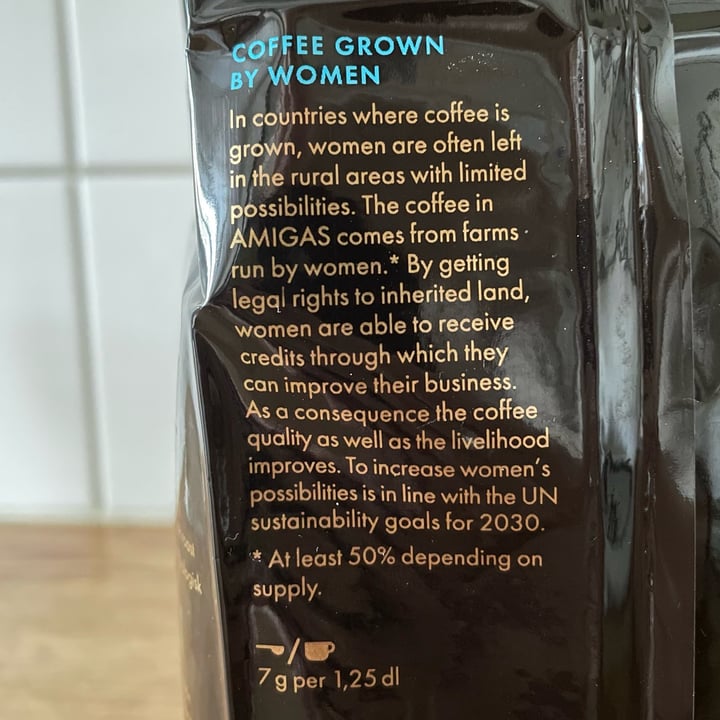 COFFEE GROWN
BY WOMEN
In countries where coffee is
grown, women are often left
in the rural areas with limited
possibilities. The coffee in
AMIGAS comes from farms
run by women.* By getting
legal rights to inherited land,
women are able to receive
credits through which they
can improve their business.
As a consequence the coffee
quality as well as the livelihood
improves. To increase women's
possibilities is in line with the UN
sustainability goals for 2030.
* At least 50% depending on
supply.
/
7 g per 1,25 dl